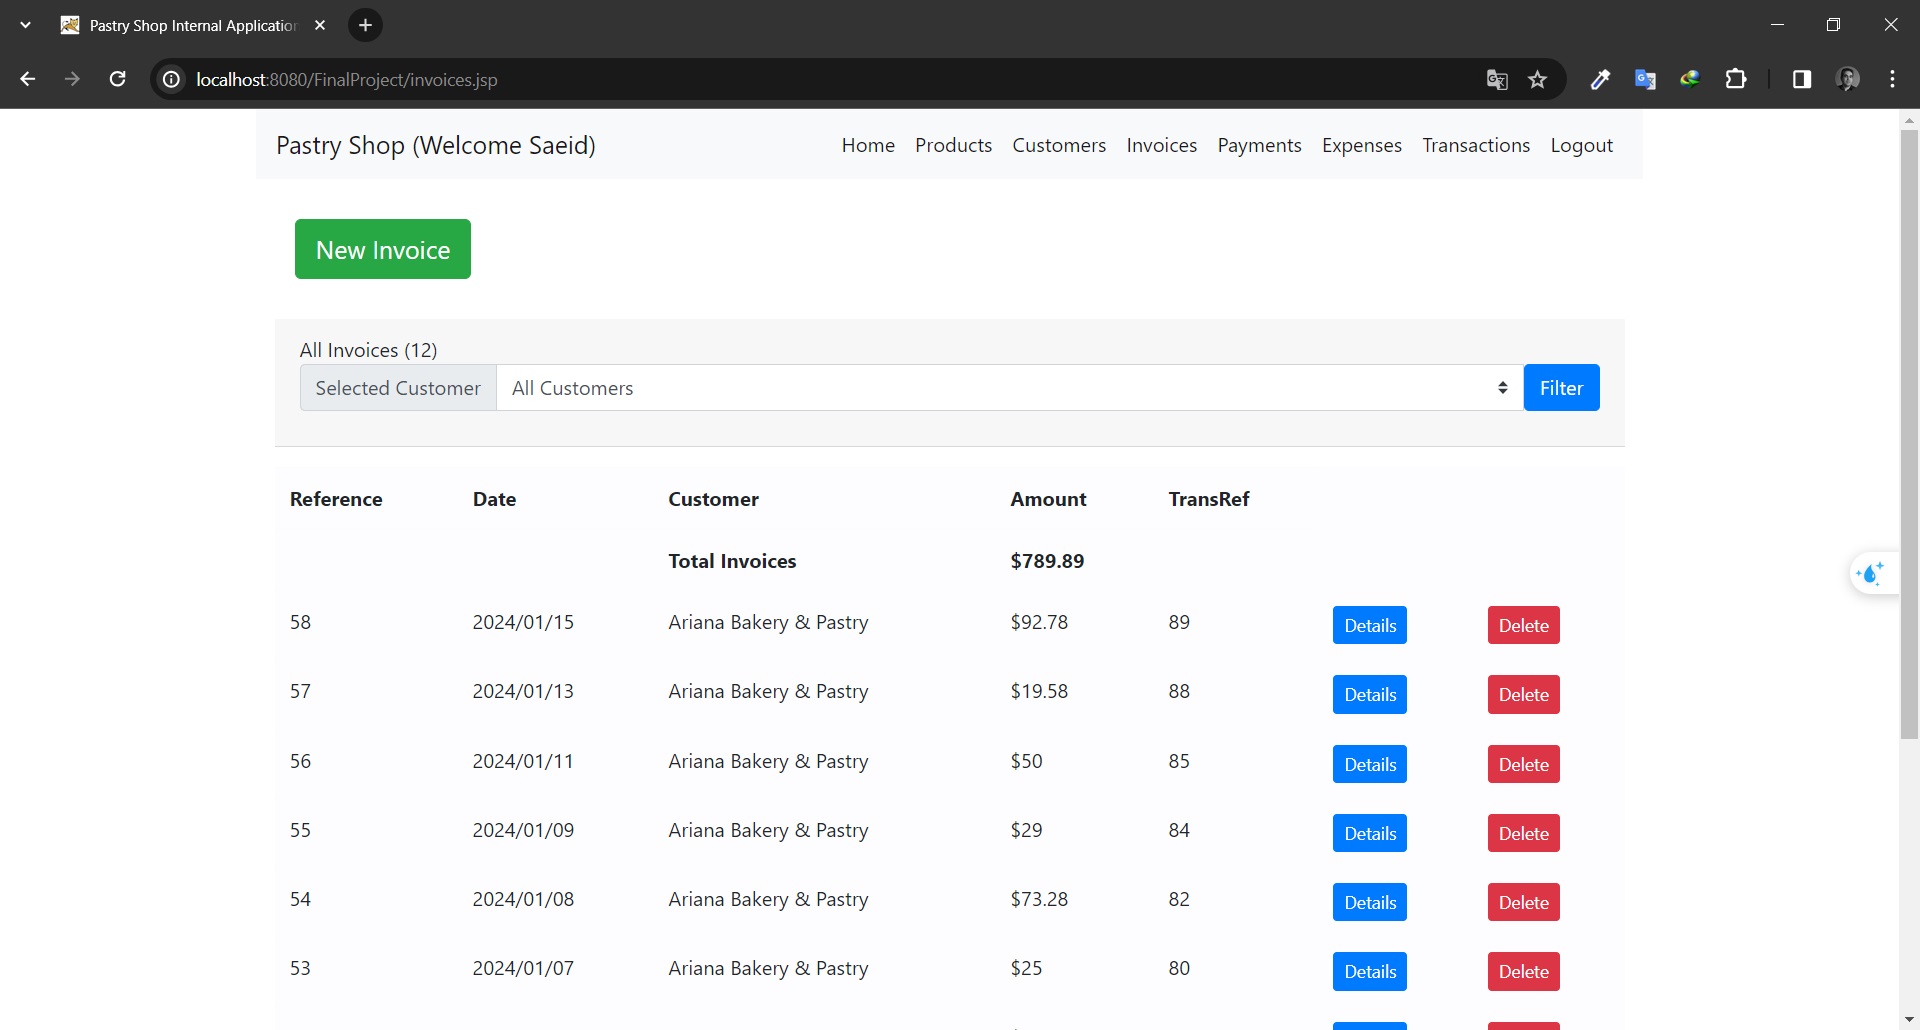 Pastry Shop Internal Application
localhost:8080/FinalProject/invoices.jsp
Pastry Shop (Welcome Saeid) Home Products Customers Invoices Payments Expenses Transactions Logout
New Invoice
All Invoices (12)
Selected Customer All Customers Filter
Reference Date Customer Amount TransRef
Total Invoices $789.89
58 2024/01/15 Ariana Bakery & Pastry $92.78 89 Details Delete
57 2024/01/13 Ariana Bakery & Pastry $19.58 88 Details Delete
56 2024/01/11 Ariana Bakery & Pastry $50 85 Details Delete
55 2024/01/09 Ariana Bakery & Pastry $29 84 Details Delete
54 2024/01/08 Ariana Bakery & Pastry $73.28 82 Details Delete
53 2024/01/07 Ariana Bakery & Pastry $25 80 Details Delete